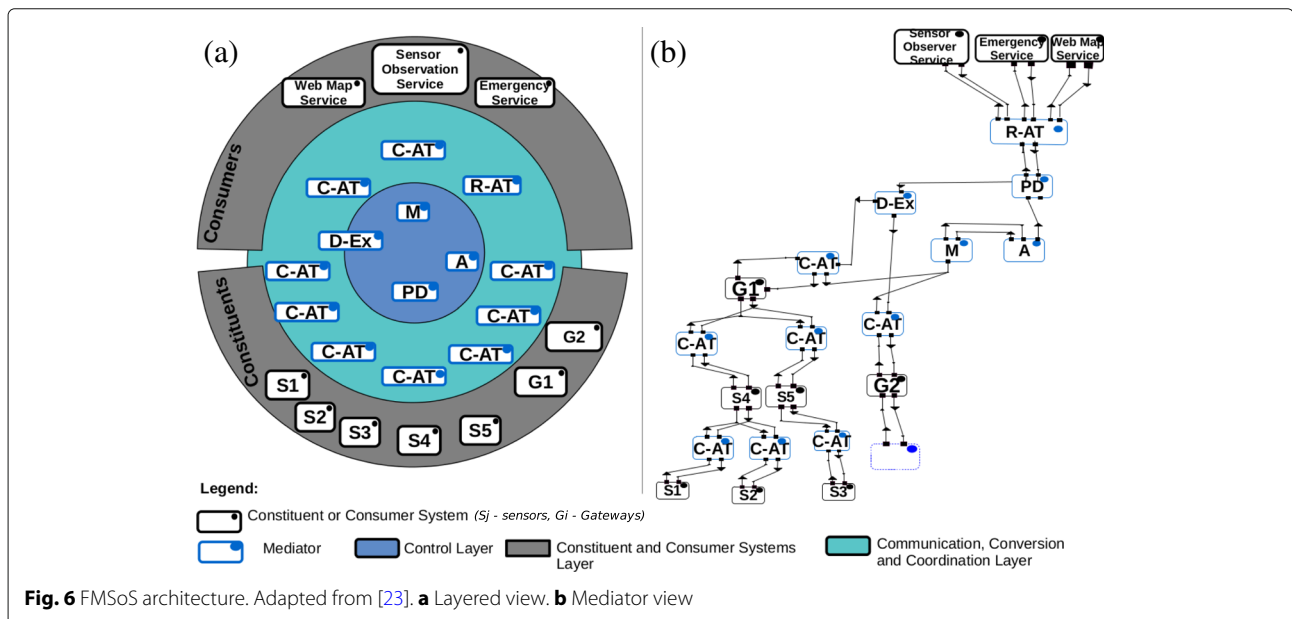 (a)
Sensor
Observation
Service
Web Map
Service
Emergency
Service
Consumers
C-AT
C-AT
R-AT
M
D-Ex
A
C-AT
C-AT
PD
C-AT
C-AT
C-AT
C-AT
C-AT
Constituents
G2
G1
S1
S2
S3
S4
S5
(b)
Sensor
Observer
Service
Emergency
Service
Web Map
Service
R-AT
PD
D-Ex
M
A
C-AT
G1
C-AT
C-AT
C-AT
G2
S4
S5
C-AT
C-AT
C-AT
S1
S2
S3
Legend:
Constituent or Consumer System (Sj - sensors, Gi - Gateways)
Mediator
Control Layer
Constituent and Consumer Systems
Layer
Communication, Conversion
and Coordination Layer
Fig. 6 FMSoS architecture. Adapted from [23]. a Layered view. b Mediator view